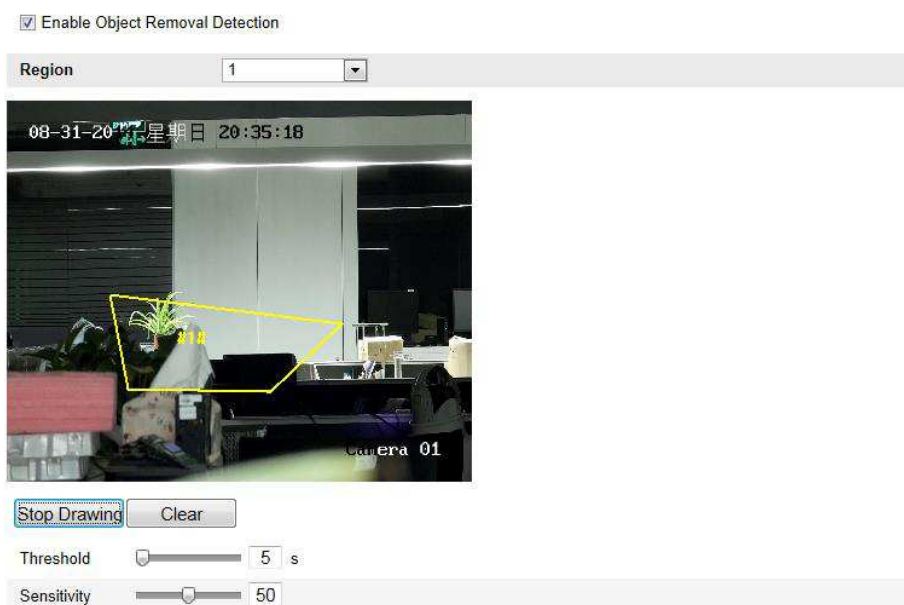 Enable Object Removal Detection
Region 1
08-31-20 星期日 20:35:18
#1#
Camera 01
Stop Drawing Clear
Threshold 5 s
Sensitivity 50